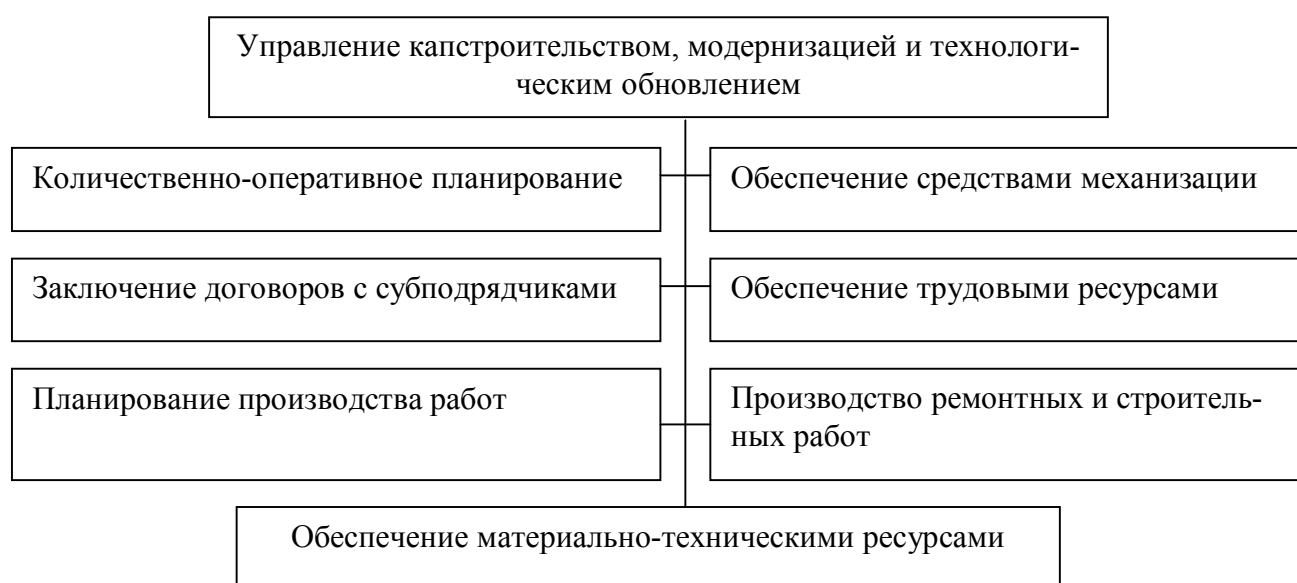 Управление капстроительством, модернизацией и технологи-
ческим обновлением
Количественно-оперативное планирование
Обеспечение средствами механизации
Заключение договоров с субподрядчиками
Обеспечение трудовыми ресурсами
Планирование производства работ
Производство ремонтных и строитель-
ных работ
Обеспечение материально-техническими ресурсами